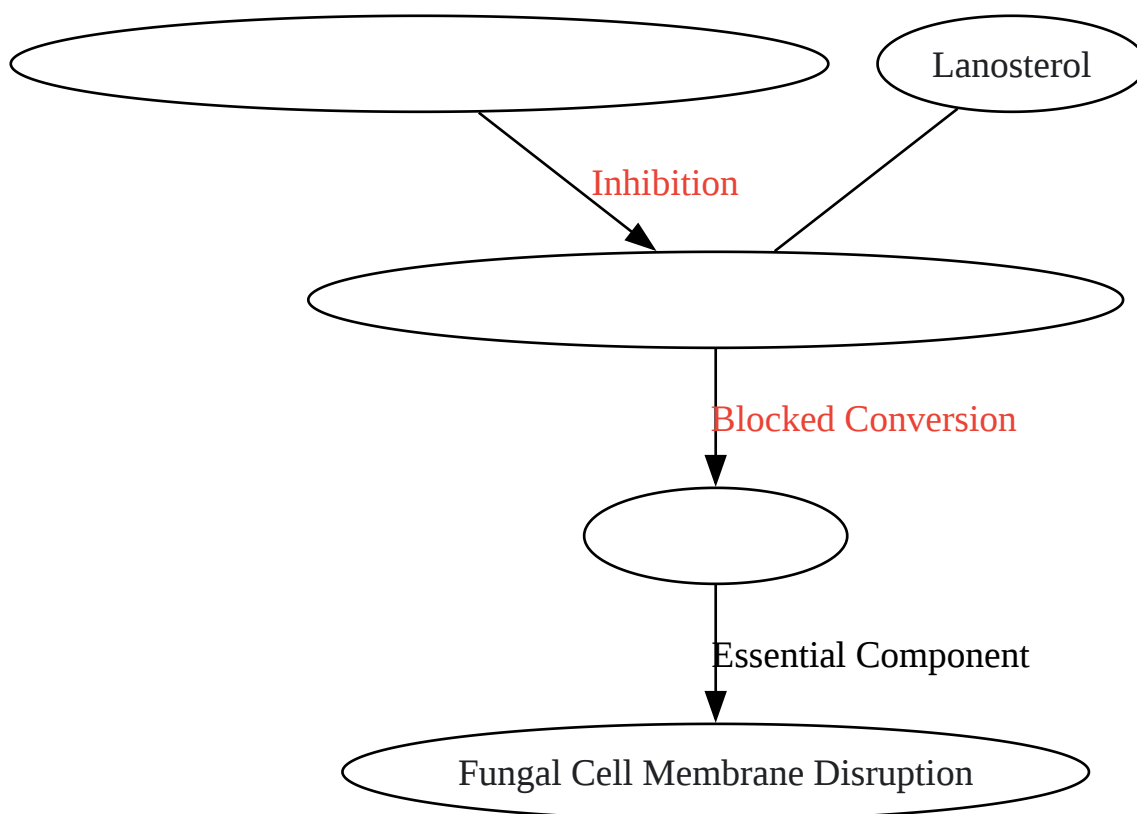 Lanosterol
Inhibition
Blocked Conversion
Essential Component
Fungal Cell Membrane Disruption